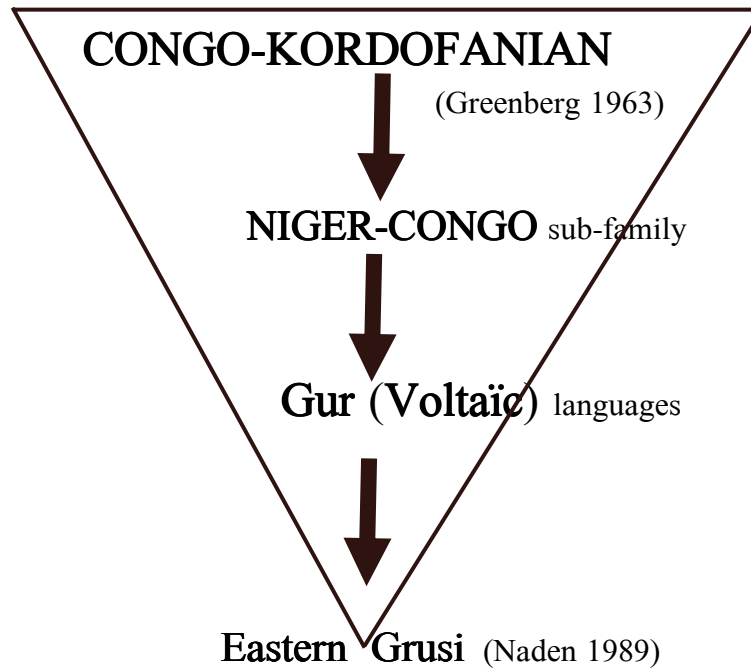 CONGO-KORDOFANIAN
(Greenberg 1963)
NIGER-CONGO sub-family
Gur (Voltaïc) languages
Eastern Grusi (Naden 1989)